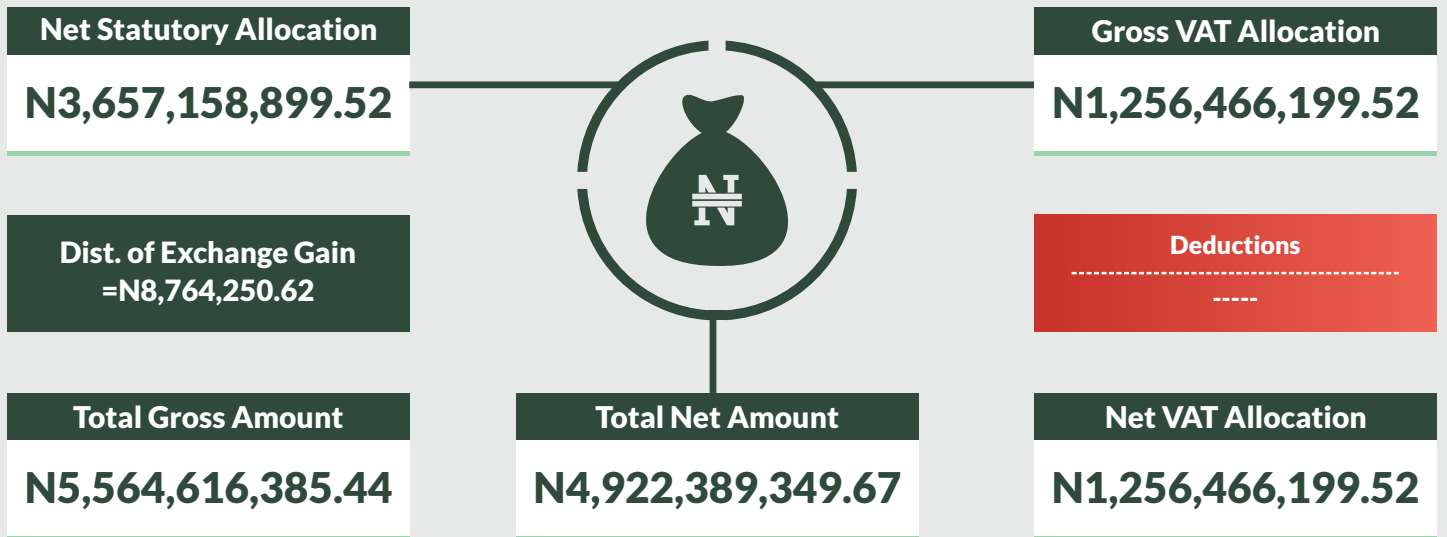 Net Statutory Allocation
N3,657,158,899.52
Gross VAT Allocation
N1,256,466,199.52
₦
Dist. of Exchange Gain
=N8,764,250.62
Deductions
--------------------------------------------
-----
Total Gross Amount
N5,564,616,385.44
Total Net Amount
N4,922,389,349.67
Net VAT Allocation
N1,256,466,199.52